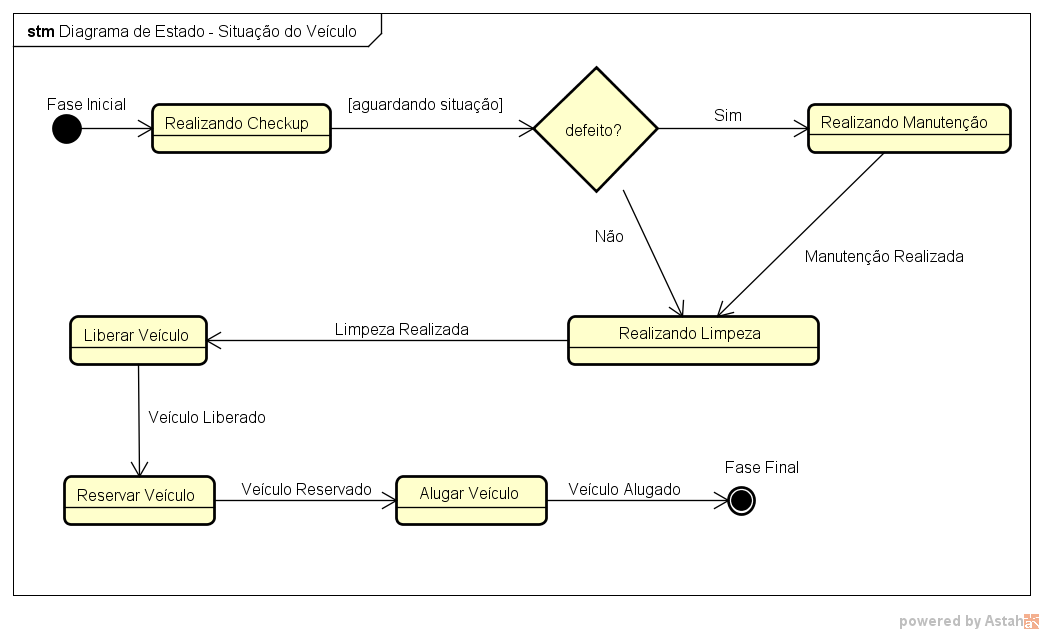 stm Diagrama de Estado - Situação do Veículo
Fase Inicial
Realizando Checkup
[aguardando situação]
defeito?
Sim
Realizando Manutenção
Não
Manutenção Realizada
Realizando Limpeza
Limpeza Realizada
Liberar Veículo
Veículo Liberado
Reservar Veículo
Veículo Reservado
Alugar Veículo
Veículo Alugado
Fase Final
powered by Astah